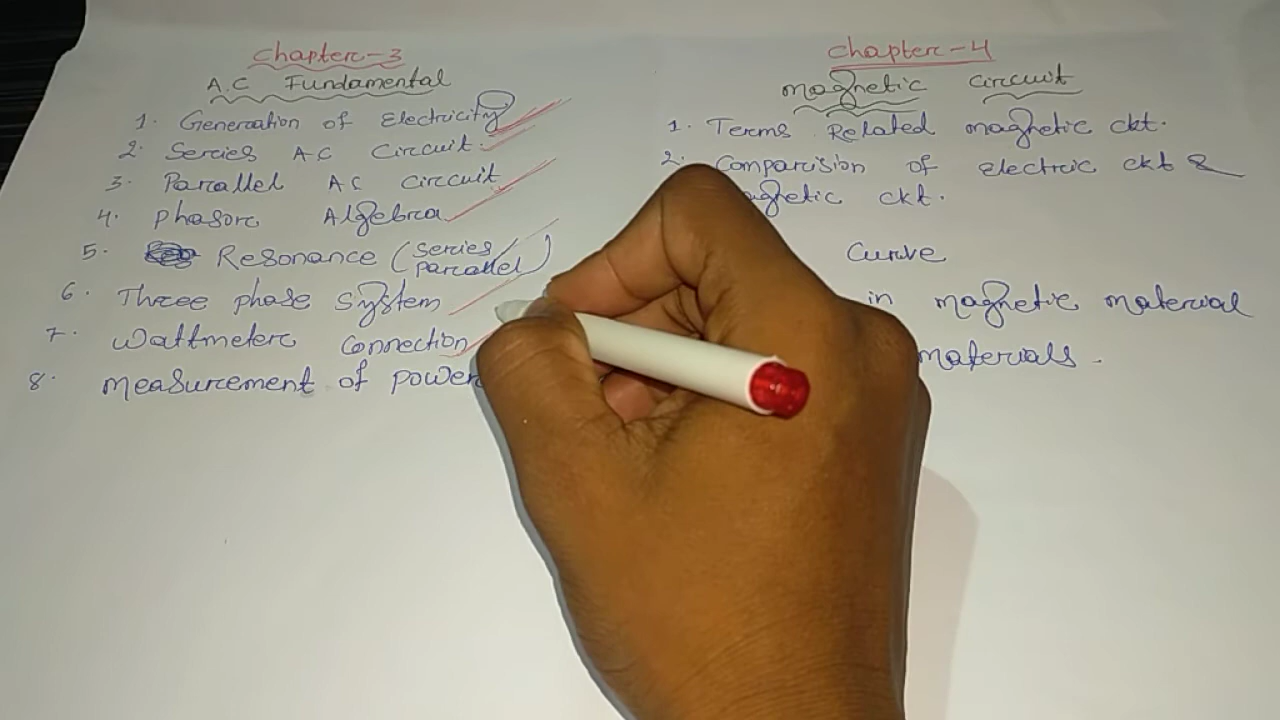 Chapter-3
A.C Fundamental
1. Generation of Electricity
2. Series AC Circuit.
3. Parallel AC circuit
4. Phasor Algebra
5. Resonance (Series/
Parallel)
6. Three phase System
7. Wattmeter Connection
8. Measurement of power
Chapter-4
Magnetic Circuit
1. Terms Related magnetic ckt.
2. Comparision of electric ckt &
ckt.
Curve
in magnetic material
materials.